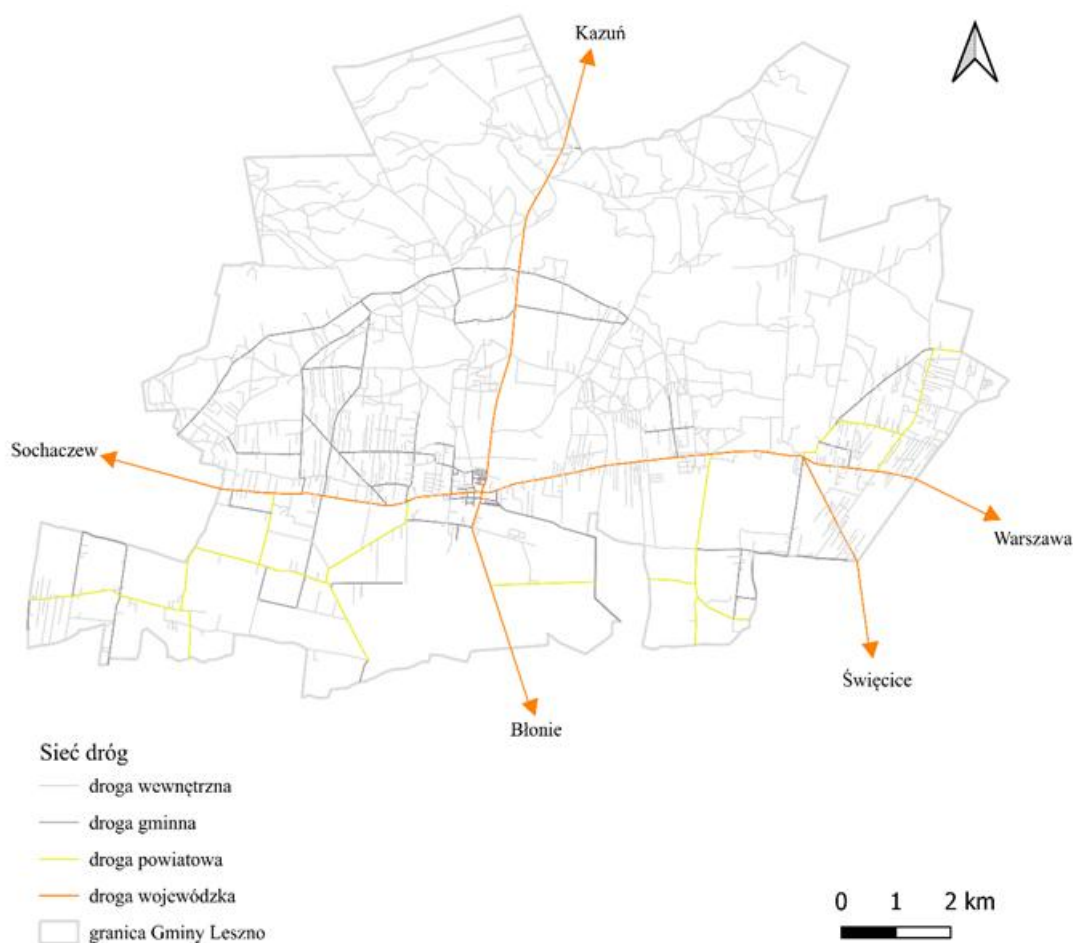 Kazuń
Sochaczew
Warszawa
Święcice
Błonie
Sieć dróg
droga wewnętrzna
droga gminna
droga powiatowa
droga wojewódzka
granica Gminy Leszno
0 1 2 km